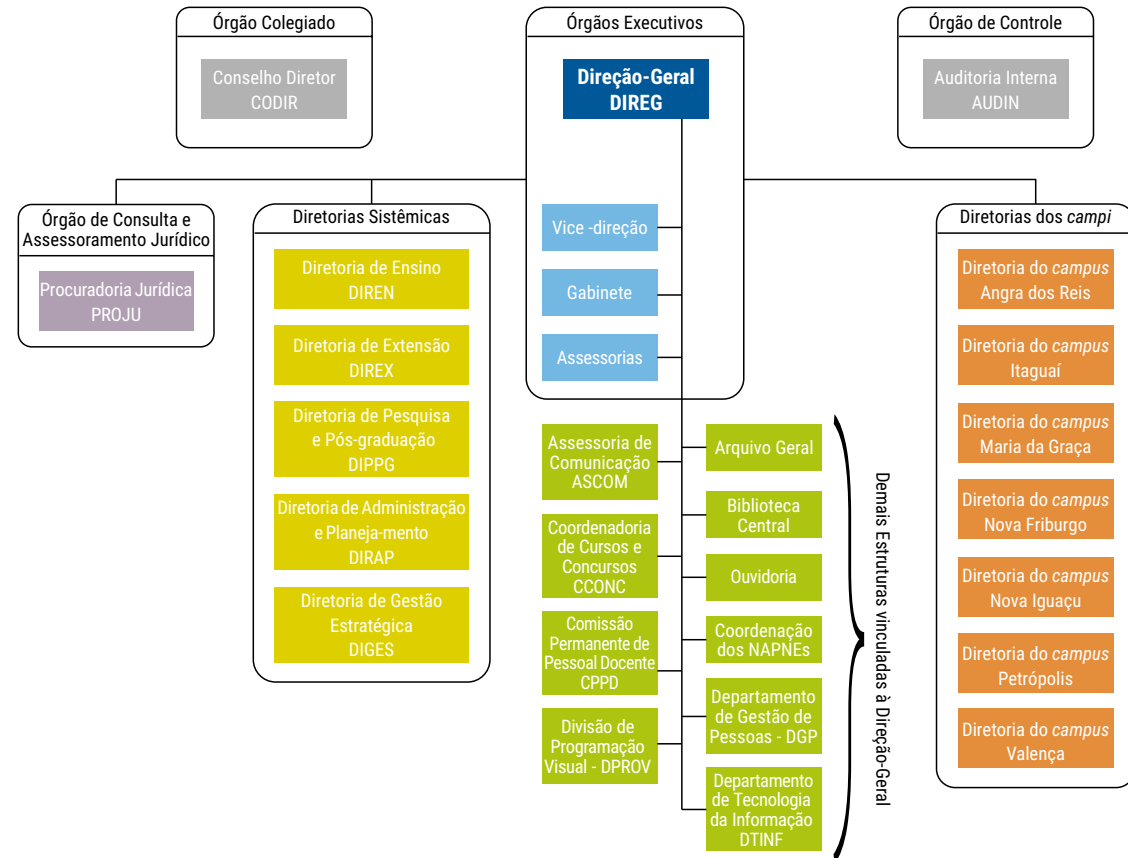 Órgão Colegiado
Conselho Diretor
CODIR
Órgãos Executivos
Direção-Geral
DIREG
Órgão de Controle
Auditoria Interna
AUDIN
Órgão de Consulta e
Assessoramento Jurídico
Procuradoria Jurídica
PROJU
Diretorias Sistêmicas
Diretoria de Ensino
DIREN
Diretoria de Extensão
DIREX
Diretoria de Pesquisa
e Pós-graduação
DIPPG
Diretoria de Administração
e Planeja-mento
DIRAP
Diretoria de Gestão
Estratégica
DIGES
Vice -direção
Gabinete
Assessorias
Assessoria de
Comunicação
ASCOM
Coordenadoria
de Cursos e
Concursos
CCONC
Comissão
Permanente de
Pessoal Docente
CPPD
Divisão de
Programação
Visual - DPROV
Arquivo Geral
Biblioteca
Central
Ouvidoria
Coordenação
dos NAPNEs
Departamento
de Gestão de
Pessoas - DGP
Departamento
de Tecnologia
da Informação
DTINF
Demais Estruturas vinculadas à Direção-Geral
Diretorias dos campi
Diretoria do campus
Angra dos Reis
Diretoria do campus
Itaguaí
Diretoria do campus
Maria da Graça
Diretoria do campus
Nova Friburgo
Diretoria do campus
Nova Iguaçu
Diretoria do campus
Petrópolis
Diretoria do campus
Valença